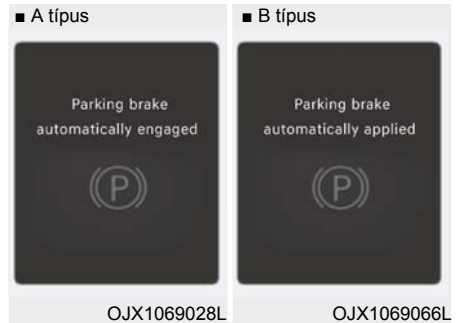 ■ A típus
Parking brake
automatically engaged
(P)
OJX1069028L
■ B típus
Parking brake
automatically applied
(P)
OJX1069066L